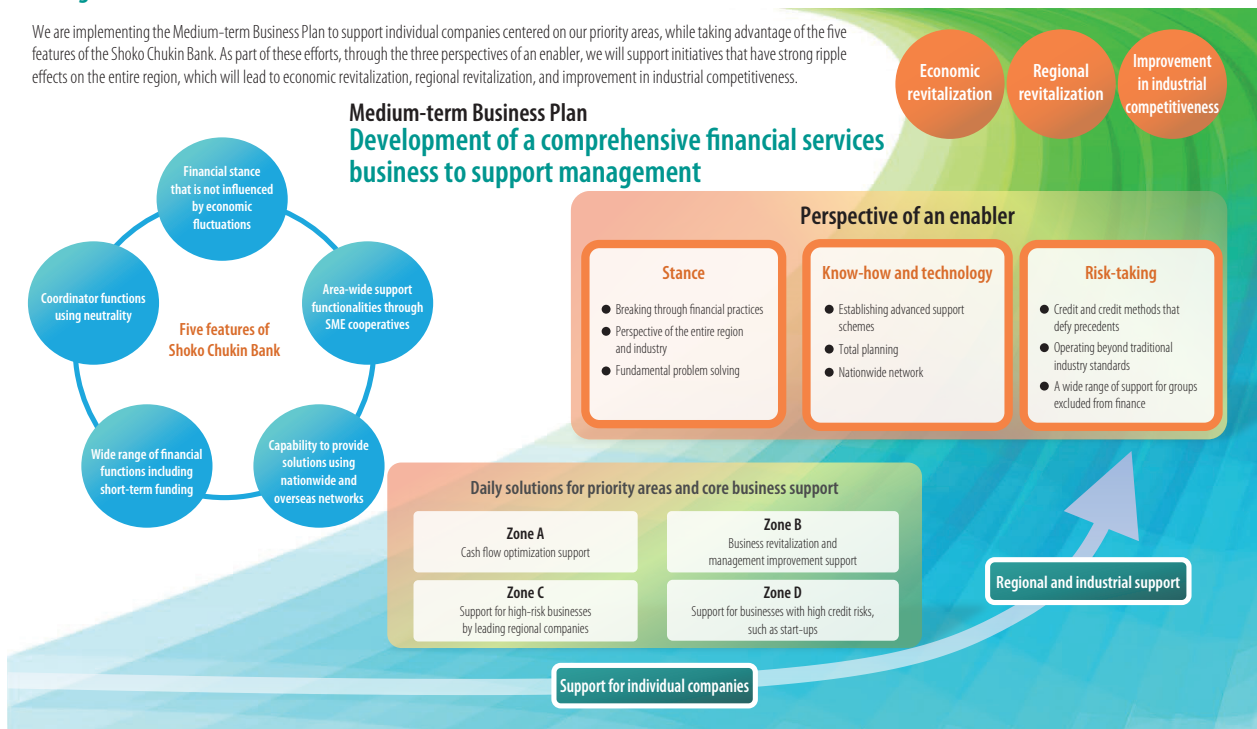 We are implementing the Medium-term Business Plan to support individual companies centered on our priority areas, while taking advantage of the five
features of the Shoko Chukin Bank. As part of these efforts, through the three perspectives of an enabler, we will support initiatives that have strong ripple
effects on the entire region, which will lead to economic revitalization, regional revitalization, and improvement in industrial competitiveness.
Economic
revitalization
Regional
revitalization
Improvement
in industrial
competitiveness
Medium-term Business Plan
Development of a comprehensive financial services
business to support management
Financial stance
that is not influenced
by economic
fluctuations
Coordinator functions
using neutrality
Area-wide support
functionalities through
SME cooperatives
Five features of
Shoko Chukin Bank
Wide range of financial
functions including
short-term funding
Capability to provide
solutions using
nationwide and
overseas networks
Perspective of an enabler
Stance
● Breaking through financial practices
● Perspective of the entire region
and industry
● Fundamental problem solving
Know-how and technology
● Establishing advanced support
schemes
● Total planning
● Nationwide network
Risk-taking
● Credit and credit methods that
defy precedents
● Operating beyond traditional
industry standards
● A wide range of support for groups
excluded from finance
Daily solutions for priority areas and core business support
Zone A
Cash flow optimization support
Zone B
Business revitalization and
management improvement support
Zone C
Support for high-risk businesses
by leading regional companies
Zone D
Support for businesses with high credit risks,
such as start-ups
Regional and industrial support
Support for individual companies